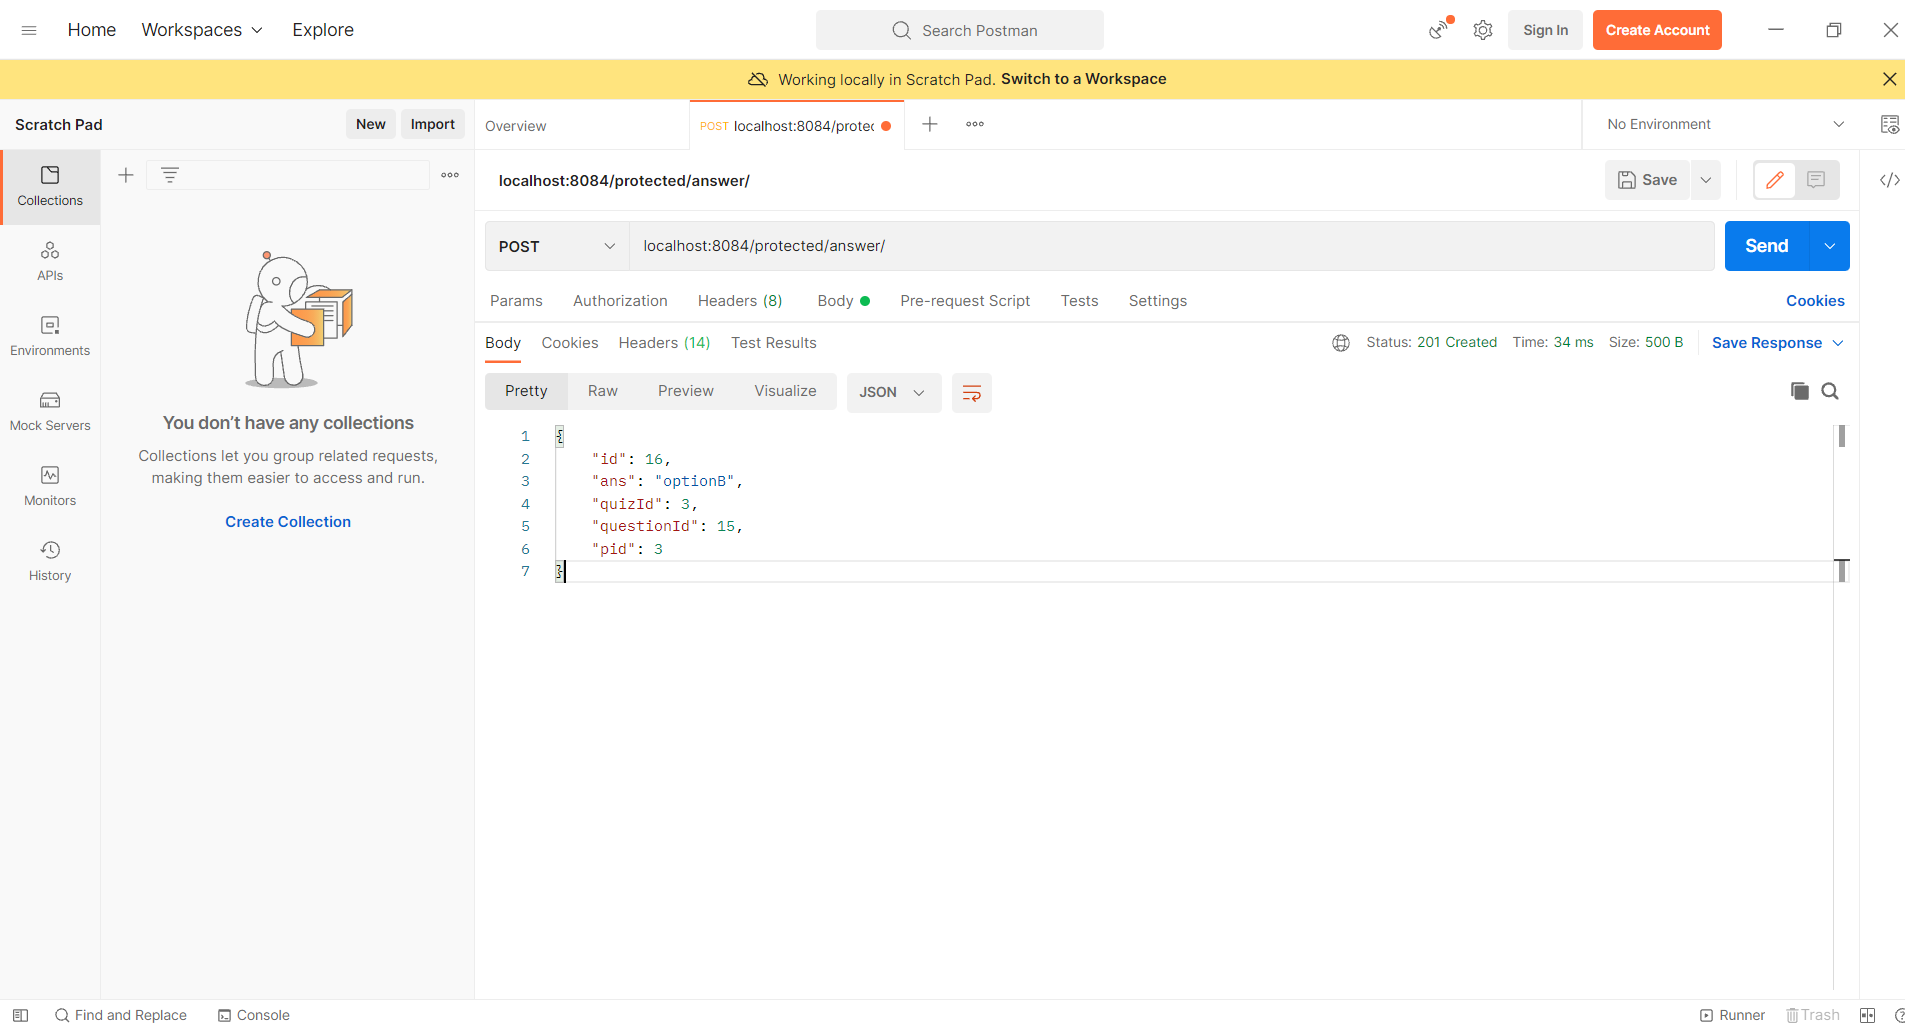 Home Workspaces Explore Search Postman Sign In Create Account
Working locally in Scratch Pad. Switch to a Workspace
Scratch Pad New Import Overview POST localhost:8084/protec No Environment
Collections
APIs
Environments
Mock Servers
Monitors
History
You don’t have any collections
Collections let you group related requests,
making them easier to access and run.
Create Collection
localhost:8084/protected/answer/ Save
POST localhost:8084/protected/answer/ Send
Params Authorization Headers (8) Body Pre-request Script Tests Settings Cookies
Body Cookies Headers (14) Test Results Status: 201 Created Time: 34 ms Size: 500 B Save Response
Pretty Raw Preview Visualize JSON
1 {
2 "id": 16,
3 "ans": "optionB",
4 "quizId": 3,
5 "questionId": 15,
6 "pid": 3
7 }
Find and Replace Console Runner Trash